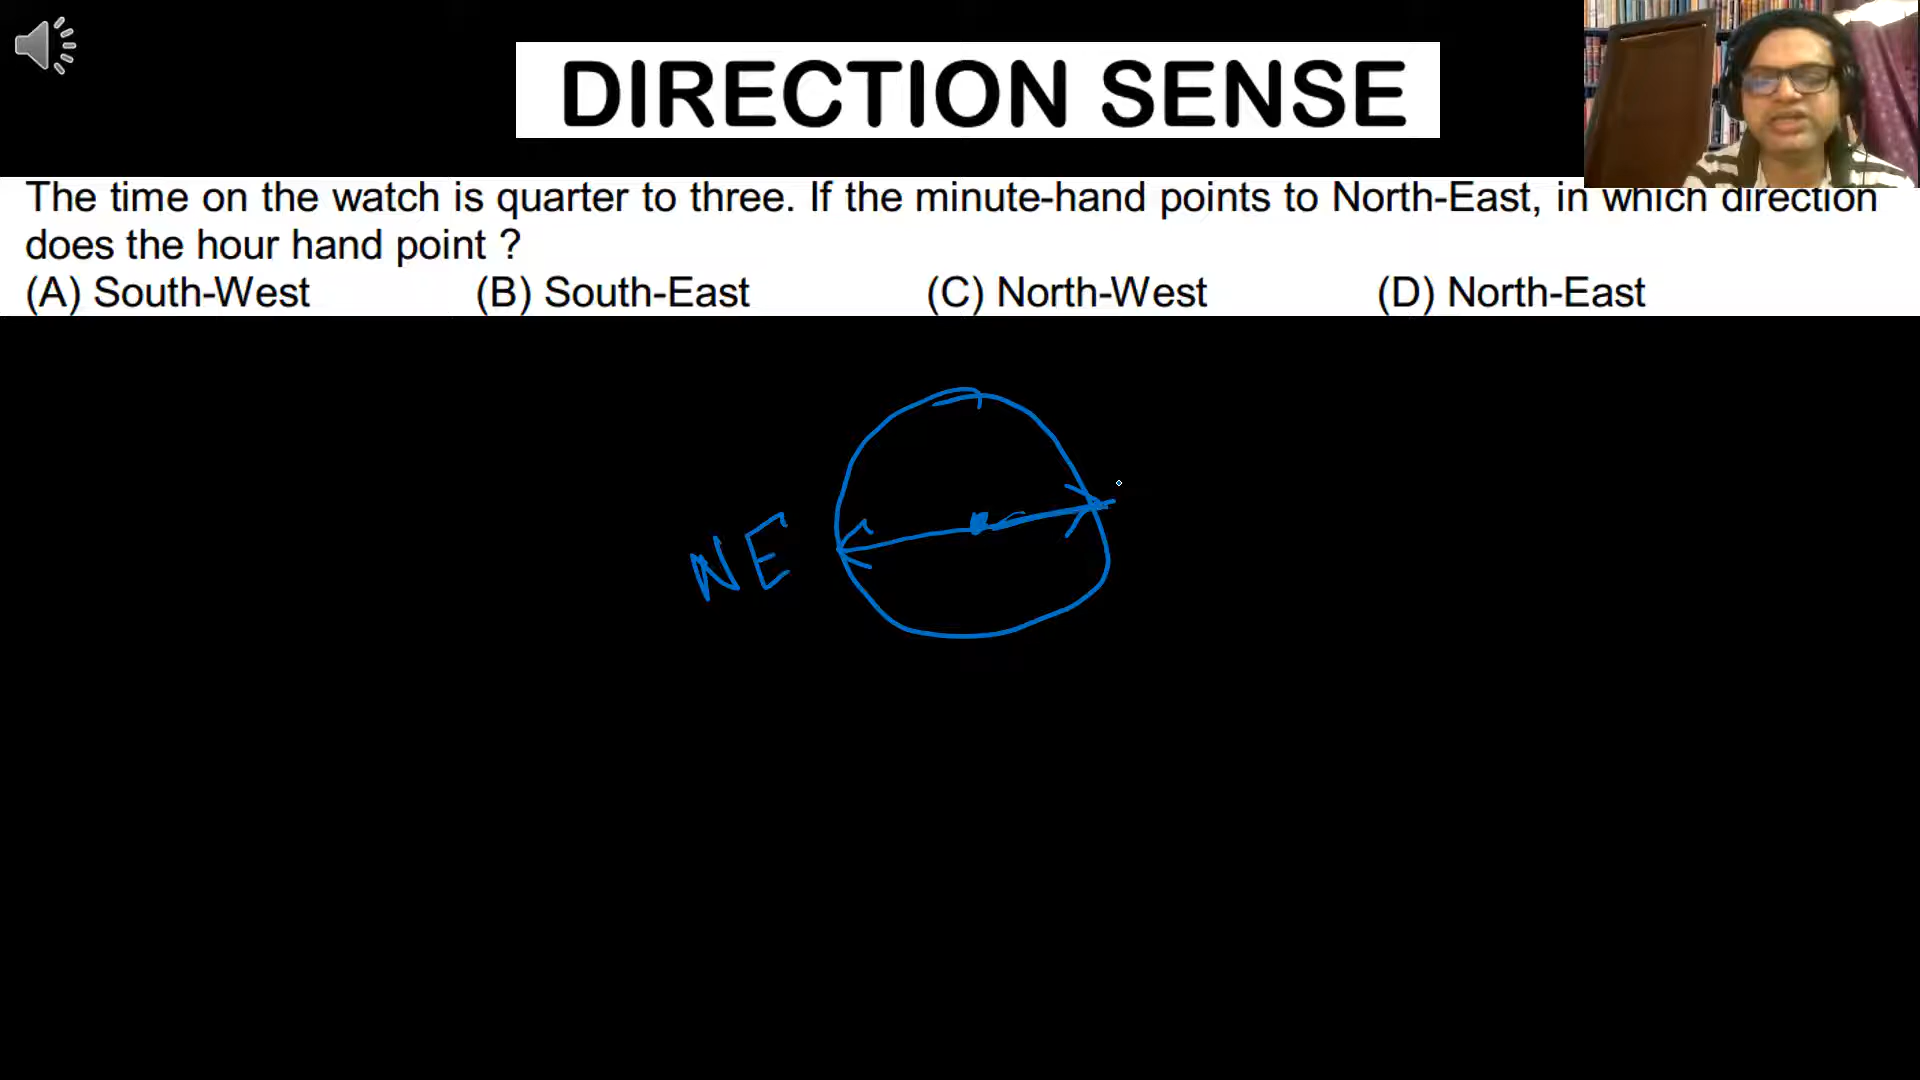 DIRECTION SENSE
The time on the watch is quarter to three. If the minute-hand points to North-East, in which direction
does the hour hand point ?
(A) South-West (B) South-East (C) North-West (D) North-East
NE